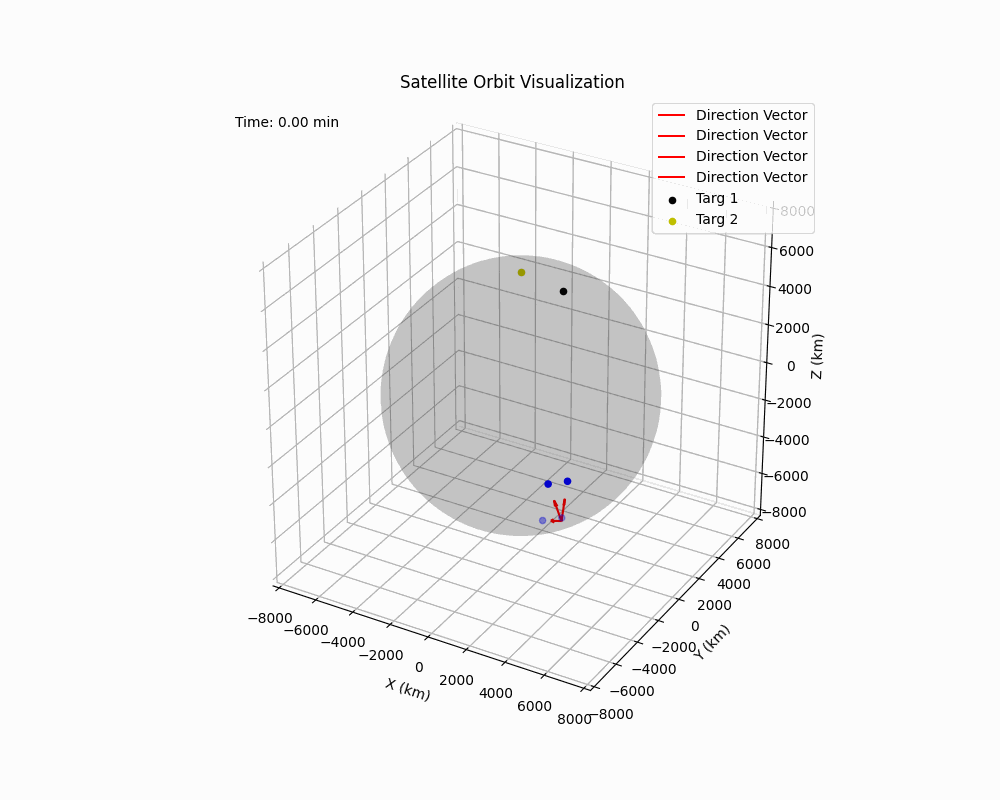 Satellite Orbit Visualization
Time: 0.00 min
Direction Vector
Direction Vector
Direction Vector
Direction Vector
Targ 1
Targ 2
8000
6000
4000
2000
0
−2000
−4000
−6000
−8000
Z (km)
8000
6000
4000
2000
0
−2000
−4000
−6000
−8000
Y (km)
−8000
−6000
−4000
−2000
0
2000
4000
6000
8000
X (km)